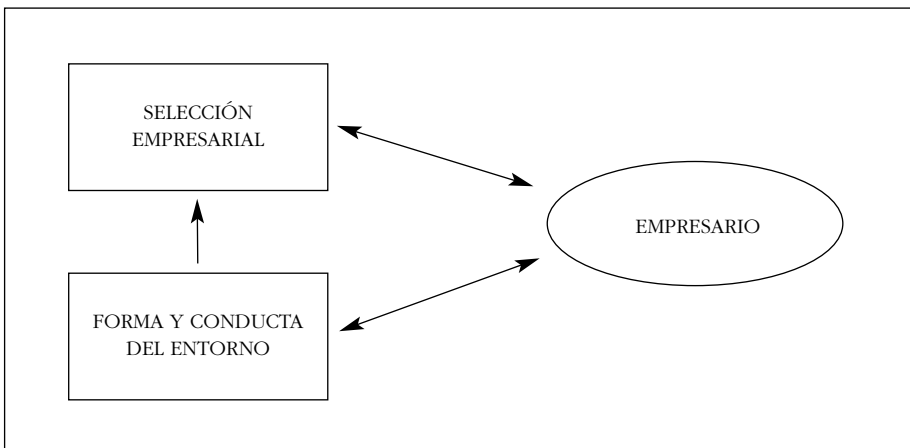 SELECCIÓN
EMPRESARIAL
EMPRESARIO
FORMA Y CONDUCTA
DEL ENTORNO